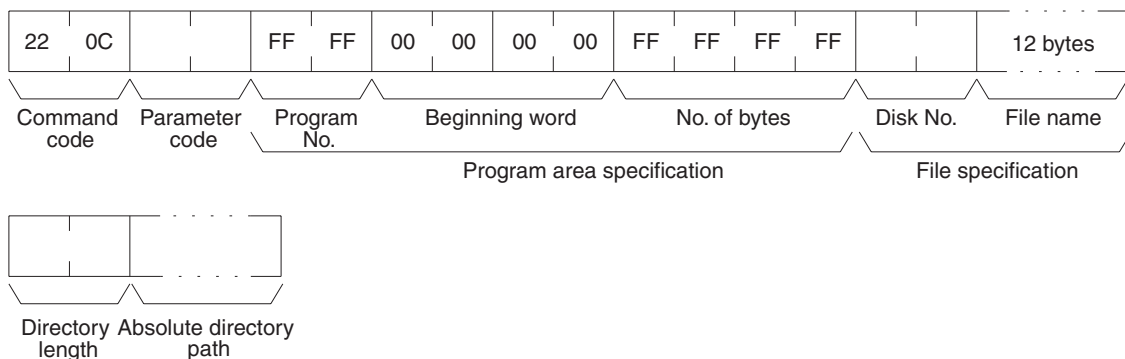 22 0C FF FF 00 00 00 00 FF FF FF FF 12 bytes
Command code
Parameter code
Program No.
Beginning word
No. of bytes
Disk No.
File name
Program area specification
File specification
Directory length
Absolute directory path